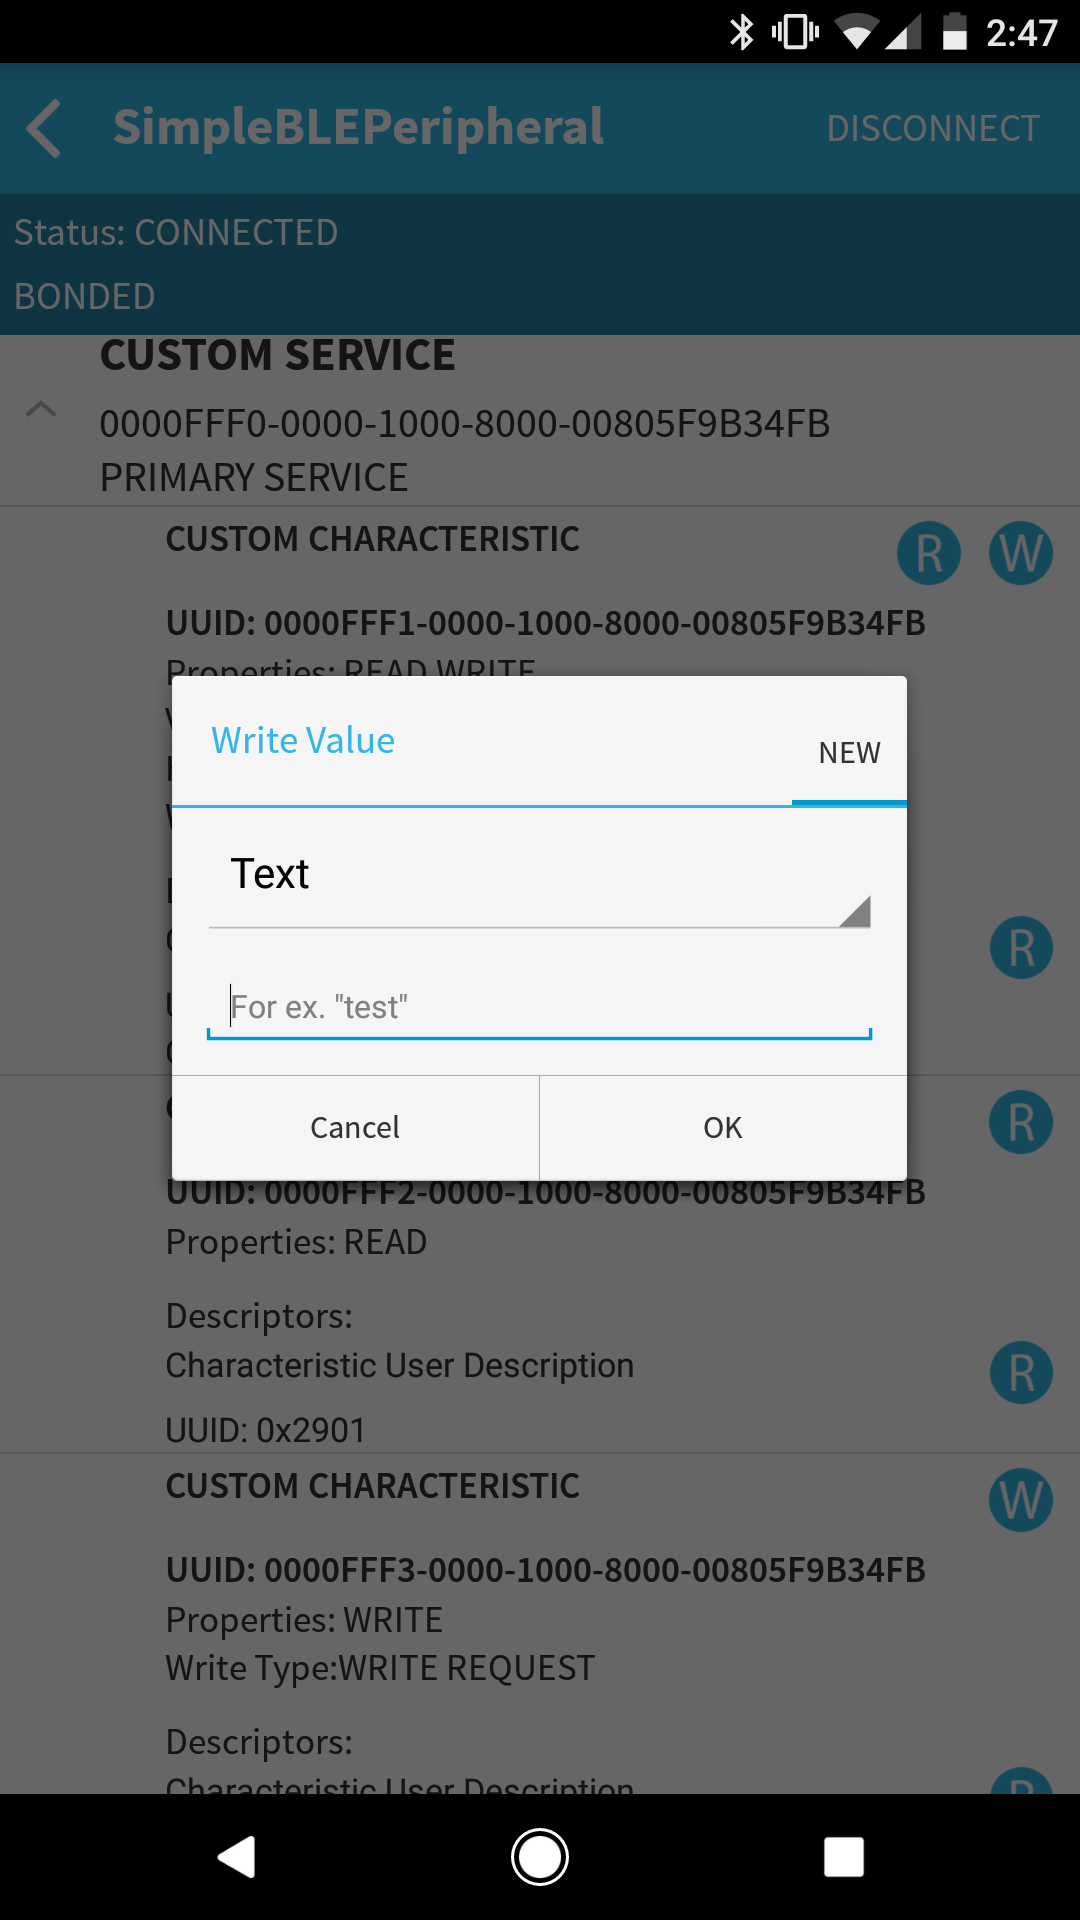 2:47
SimpleBLEPeripheral DISCONNECT
Status: CONNECTED
BONDED
CUSTOM SERVICE
0000FFF0-0000-1000-8000-00805F9B34FB
PRIMARY SERVICE
CUSTOM CHARACTERISTIC R W
UUID: 0000FFF1-0000-1000-8000-00805F9B34FB
Properties: READ WRITE
Write Value NEW
Text
R
For ex. "test"
R
Cancel OK
UUID: 0000FFF2-0000-1000-8000-00805F9B34FB
Properties: READ
Descriptors:
Characteristic User Description R
UUID: 0x2901
CUSTOM CHARACTERISTIC W
UUID: 0000FFF3-0000-1000-8000-00805F9B34FB
Properties: WRITE
Write Type:WRITE REQUEST
Descriptors:
Characteristic User Description R